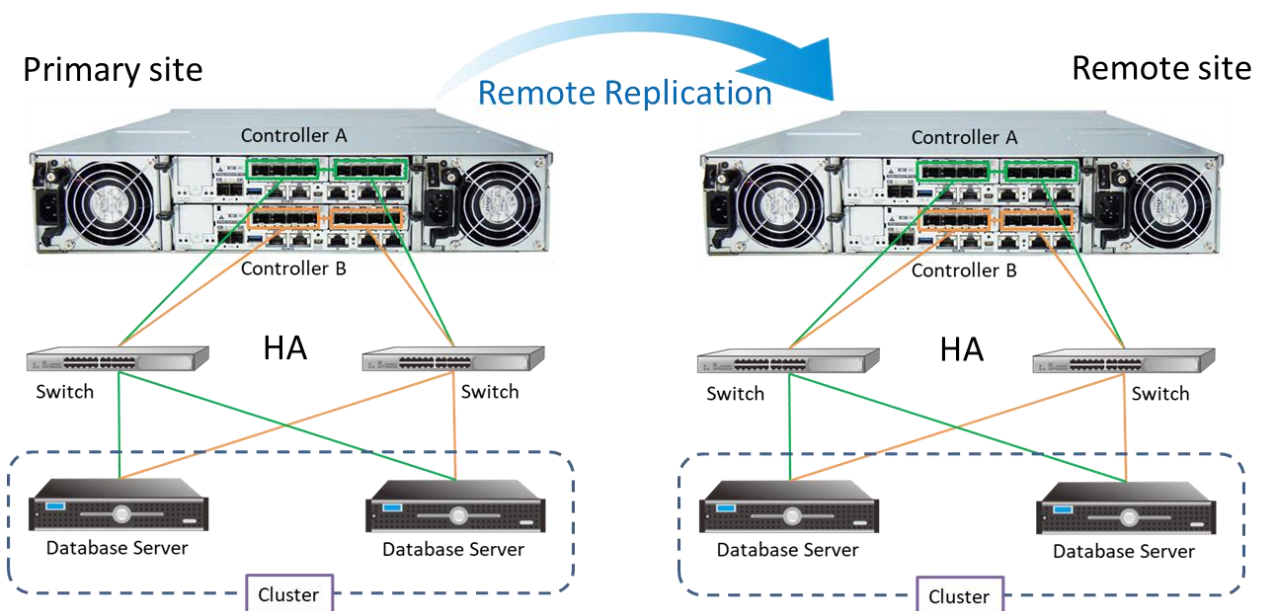 Primary site
Remote Replication
Remote site
Controller A
Controller A
Controller B
Controller B
HA
HA
Switch
Switch
Switch
Switch
Database Server
Database Server
Database Server
Database Server
Cluster
Cluster